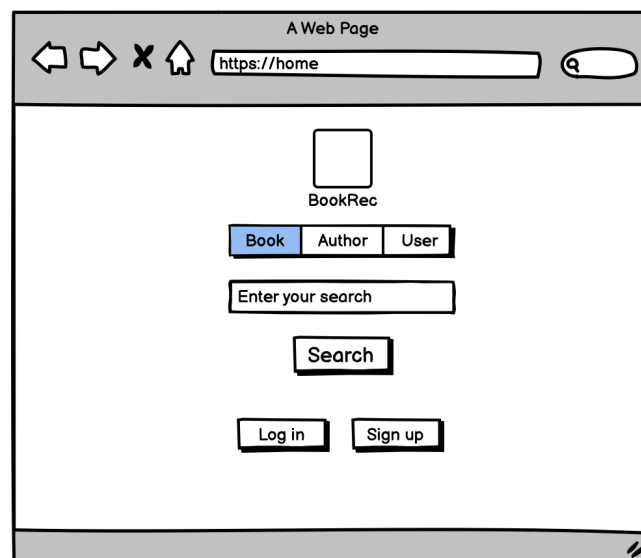 A Web Page
https://home
BookRec
Book Author User
Enter your search
Search
Log in Sign up